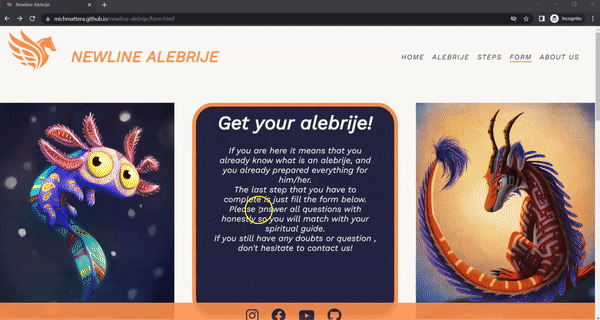 Newline Alebrije
michmattera.github.io/newline-alebrije/form.html
Incognito
NEWLINE ALEBRIJE
HOME ALEBRIJE STEPS FORM ABOUT US
Get your alebrije!
If you are here it means that you
already know what is an alebrije, and
you already prepared everything for
him/her.
The last step that you have to
complete is just fill the form below.
Please answer all questions with
honesty so you will match with your
spiritual guide.
If you still have any doubts or question ,
don't hesitate to contact us!